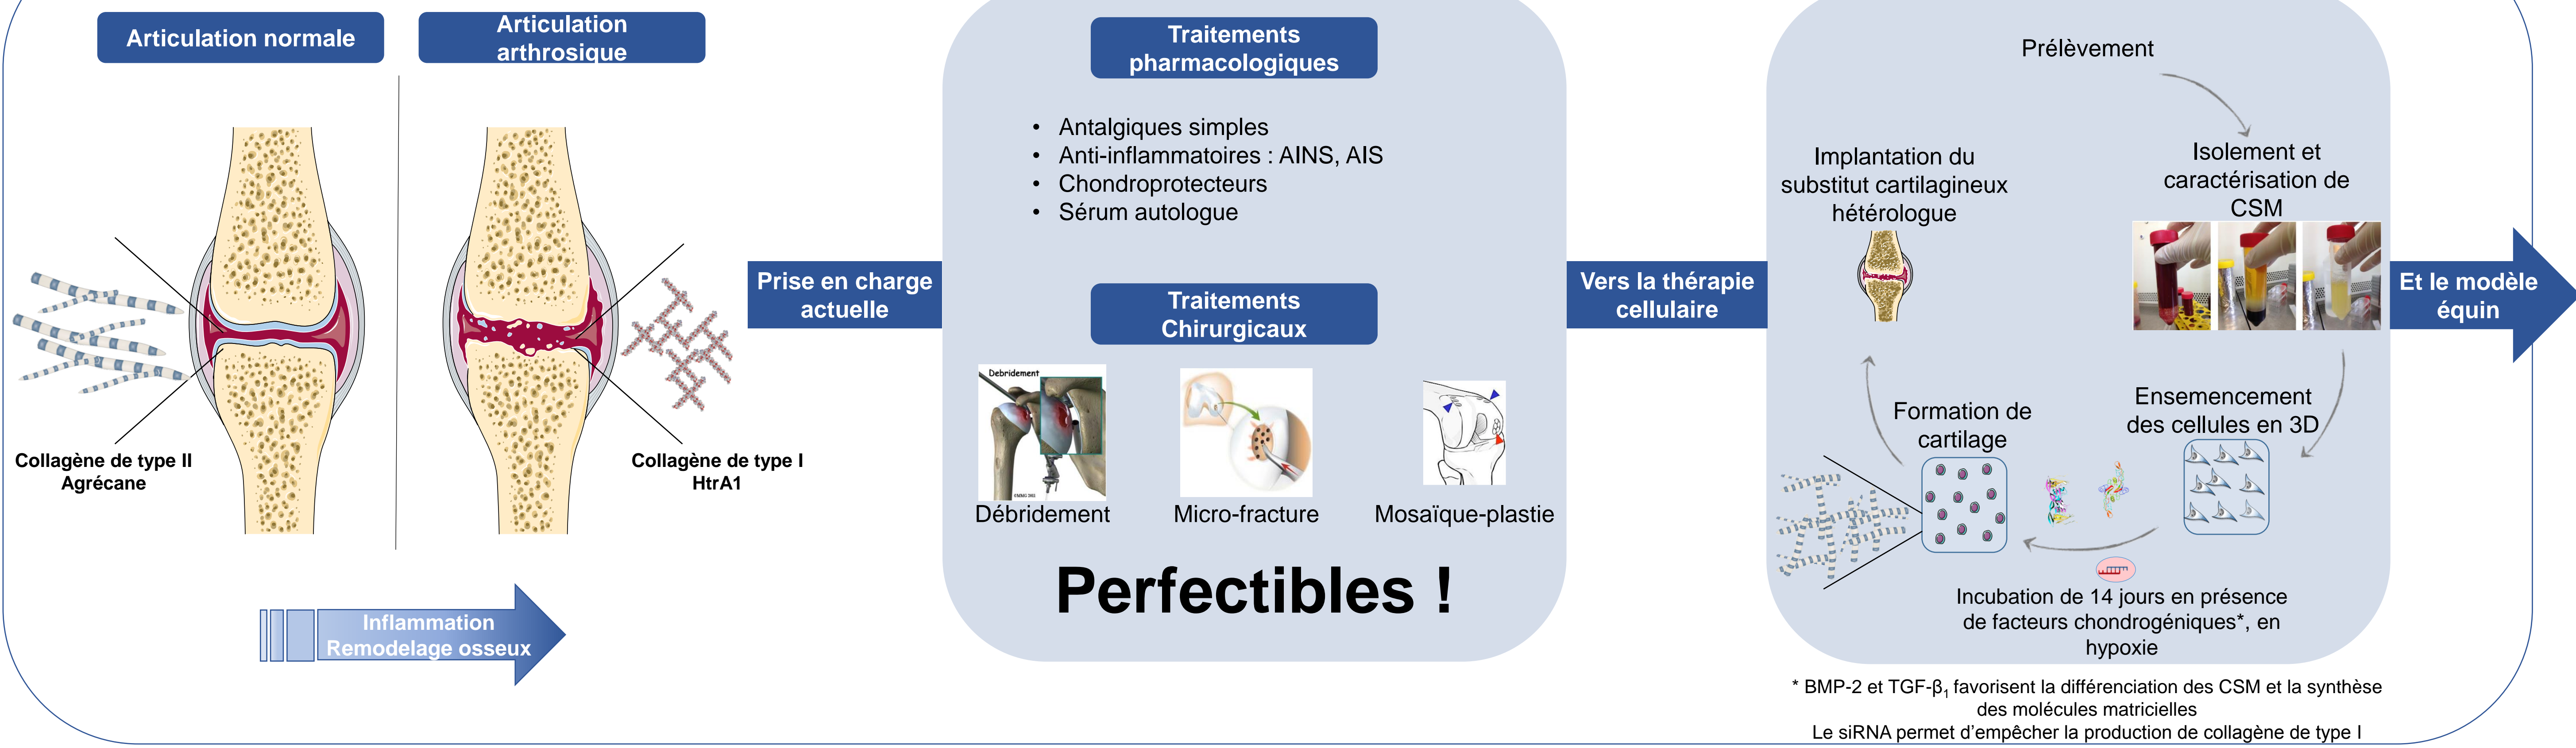 Articulation normale
Articulation
arthrosique
Collagène de type II
Agrécane
Collagène de type I
HtrA1
Inflammation
Remodelage osseux
Prise en charge
actuelle
Traitements
pharmacologiques
• Antalgiques simples
• Anti-inflammatoires : AINS, AIS
• Chondroprotecteurs
• Sérum autologue
Traitements
Chirurgicaux
Debridement
Débridement
Micro-fracture
Mosaïque-plastie
Perfectibles !
Vers la thérapie
cellulaire
Prélèvement
Isolement et
caractérisation de
CSM
Ensemencement
des cellules en 3D
Incubation de 14 jours en présence
de facteurs chondrogéniques*, en
hypoxie
Formation de
cartilage
Implantation du
substitut cartilagineux
hétérologue
* BMP-2 et TGF-β₁ favorisent la différenciation des CSM et la synthèse
des molécules matricielles
Le siRNA permet d’empêcher la production de collagène de type I
Et le modèle
équin